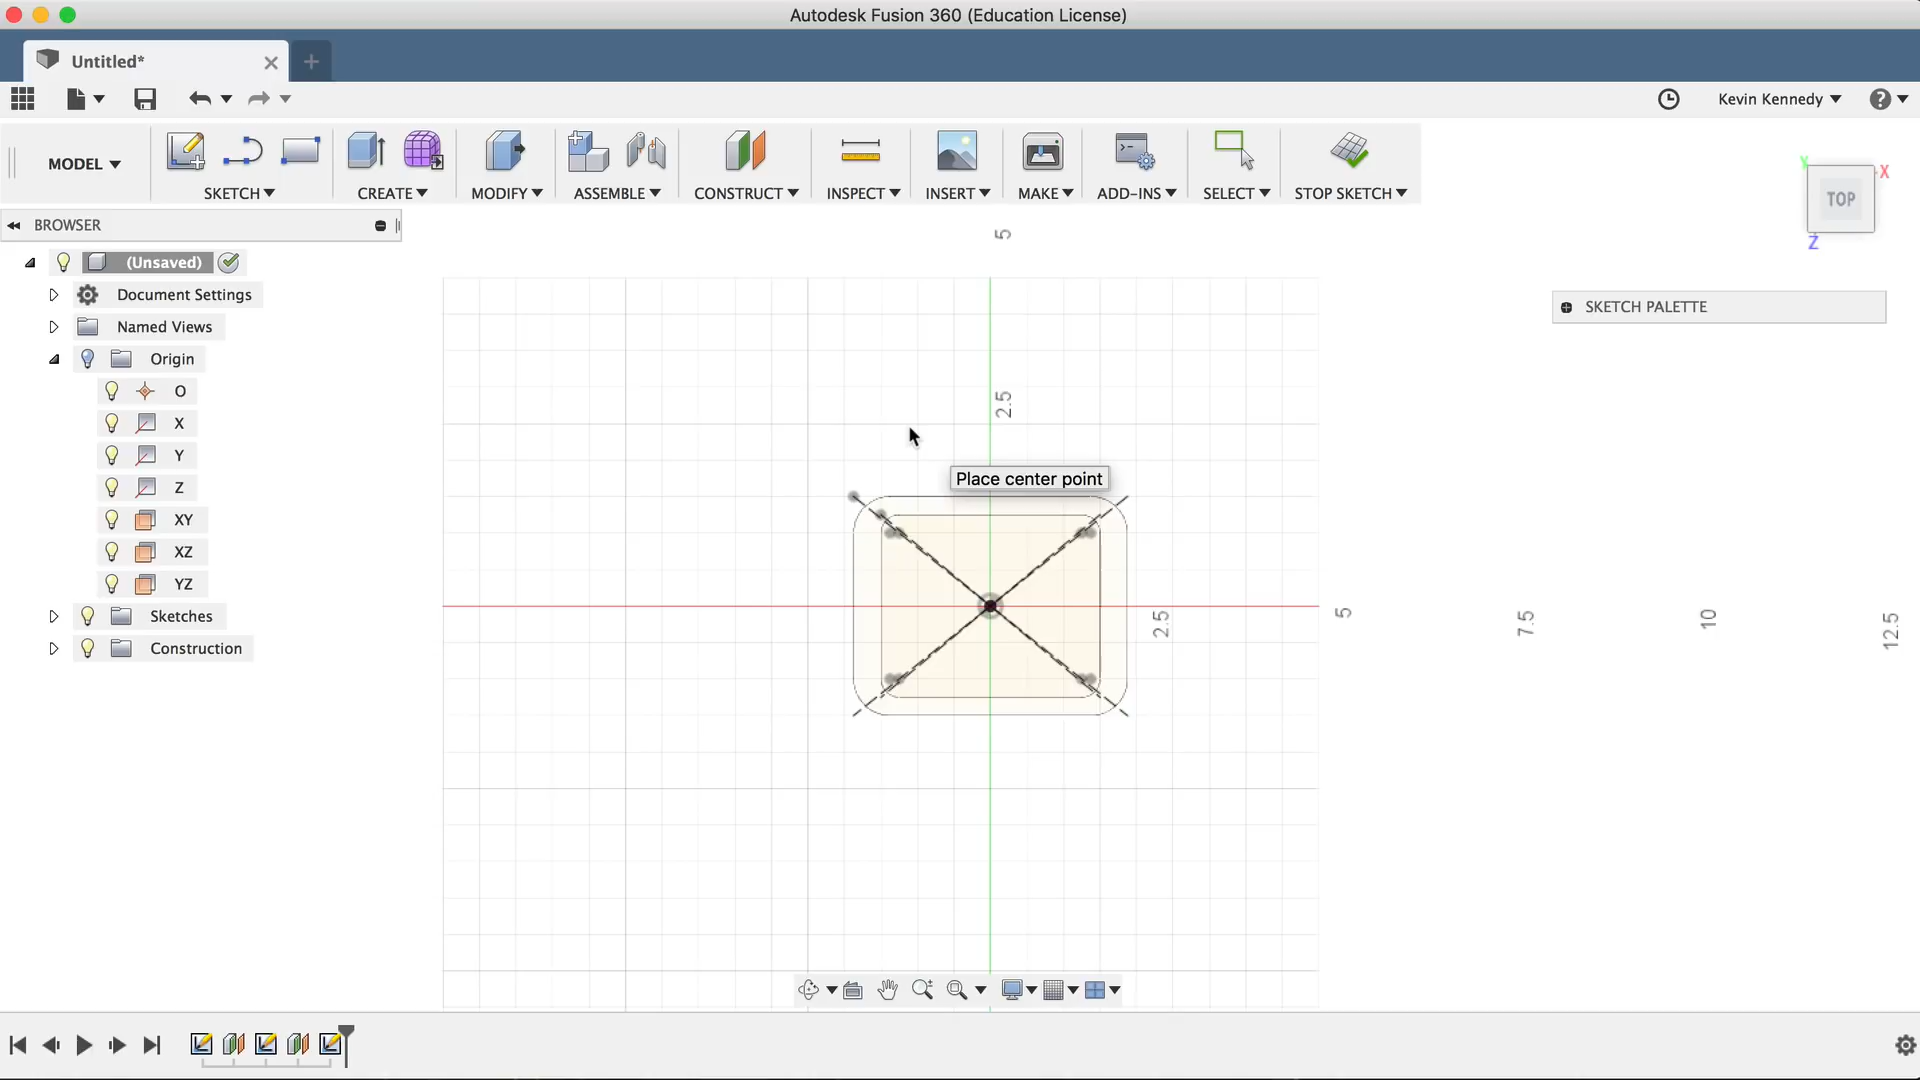 Autodesk Fusion 360 (Education License)
Untitled*
Kevin Kennedy
MODEL
SKETCH
CREATE
MODIFY
ASSEMBLE
CONSTRUCT
INSPECT
INSERT
MAKE
ADD-INS
SELECT
STOP SKETCH
Y
X
TOP
Z
BROWSER
5
(Unsaved)
Document Settings
SKETCH PALETTE
Named Views
Origin
O
2.5
X
Y
Place center point
Z
XY
XZ
YZ
Sketches
2.5
5
7.5
10
12.5
Construction